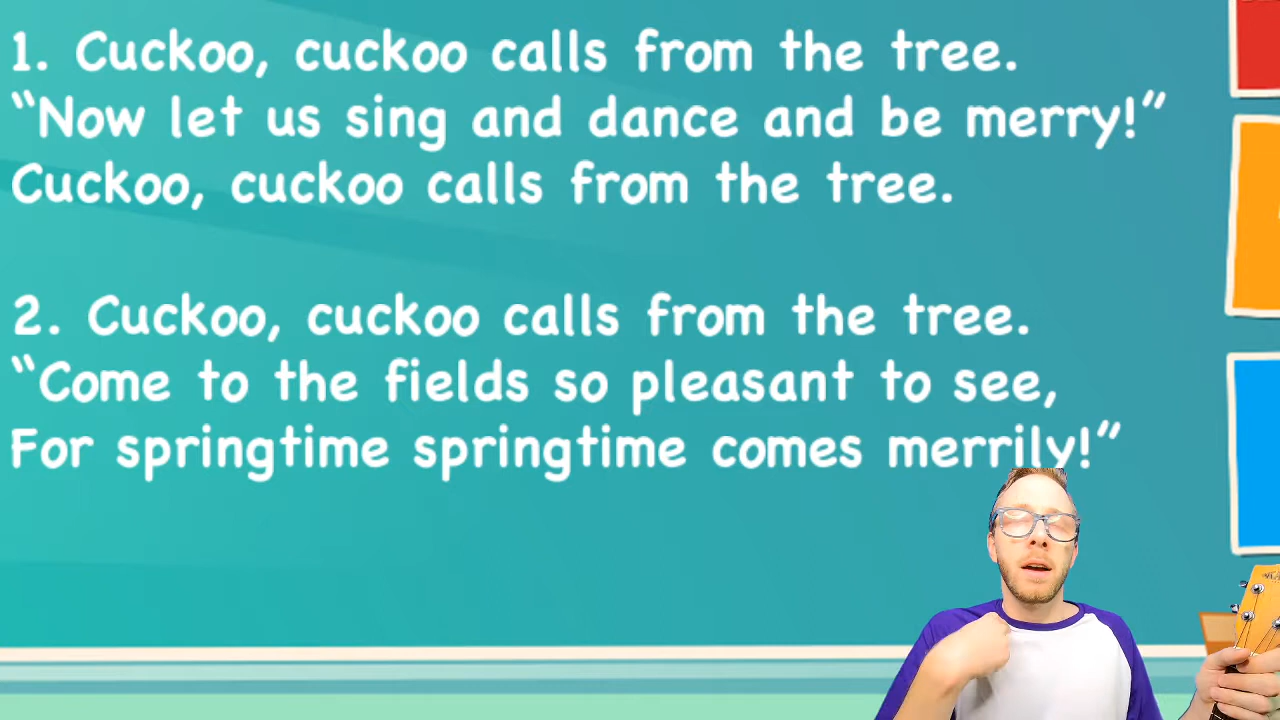 1. Cuckoo, cuckoo calls from the tree.
“Now let us sing and dance and be merry!”
Cuckoo, cuckoo calls from the tree.
2. Cuckoo, cuckoo calls from the tree.
“Come to the fields so pleasant to see,
For springtime springtime comes merrily!”